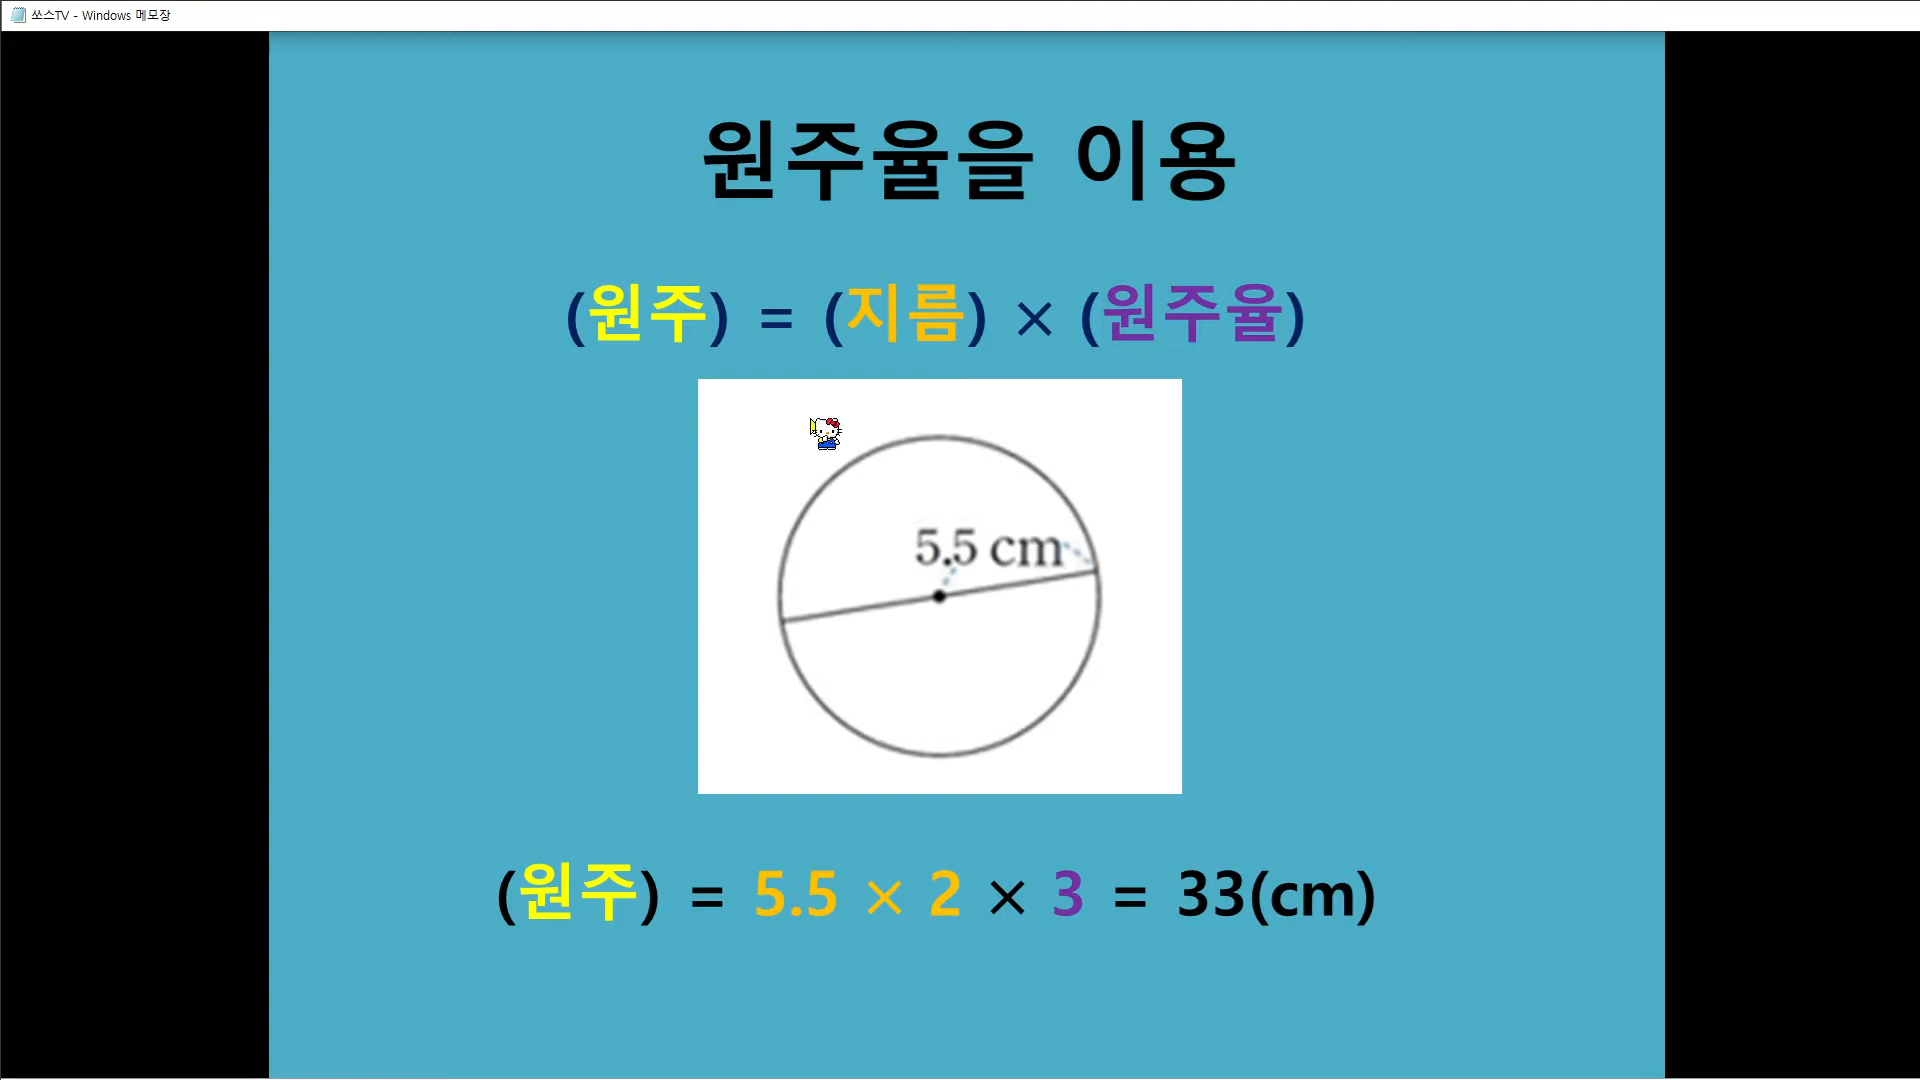 쏘스TV - Windows 메모장
원주율을 이용
(원주) = (지름) × (원주율)
5.5 cm
(원주) = 5.5 × 2 × 3 = 33(cm)